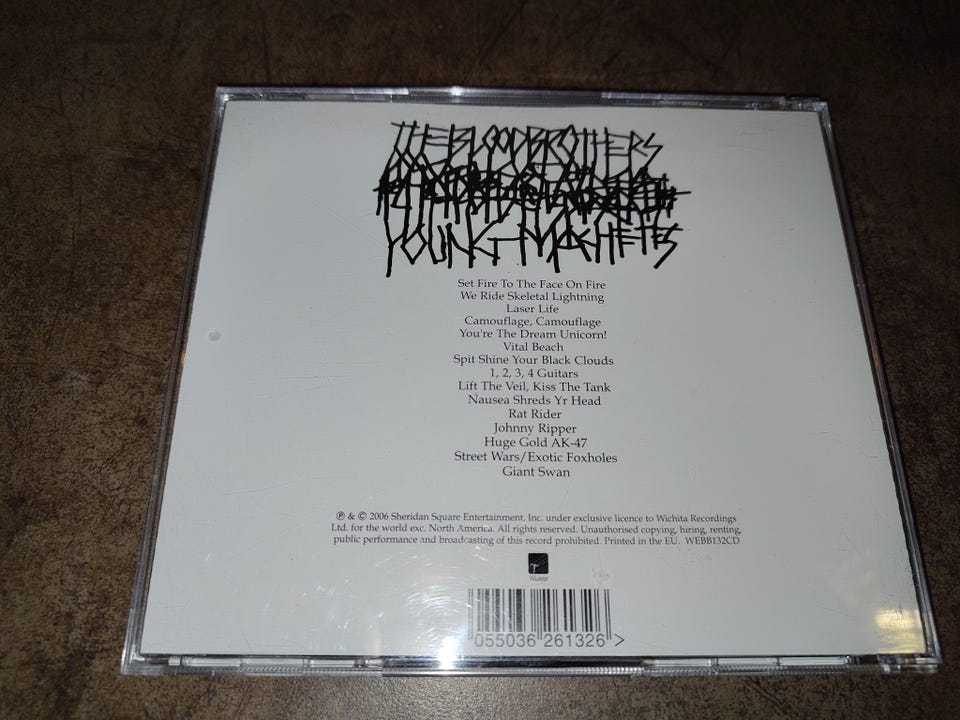 THE BLOOD BROTHERS
YOUNG MACHETES
Set Fire To The Face On Fire
We Ride Skeletal Lightning
Laser Life
Camouflage, Camouflage
You're The Dream Unicorn!
Vital Beach
Spit Shine Your Black Clouds
1, 2, 3, 4 Guitars
Lift The Veil, Kiss The Tank
Nausea Shreds Yr Head
Rat Rider
Johnny Ripper
Huge Gold AK-47
Street Wars/Exotic Foxholes
Giant Swan
℗ & © 2006 Sheridan Square Entertainment, Inc. under exclusive licence to Wichita Recordings
Ltd. for the world exc. North America. All rights reserved. Unauthorised copying, hiring, renting,
public performance and broadcasting of this record prohibited. Printed in the EU. WEBB132CD
Wichita
055036 261326 >